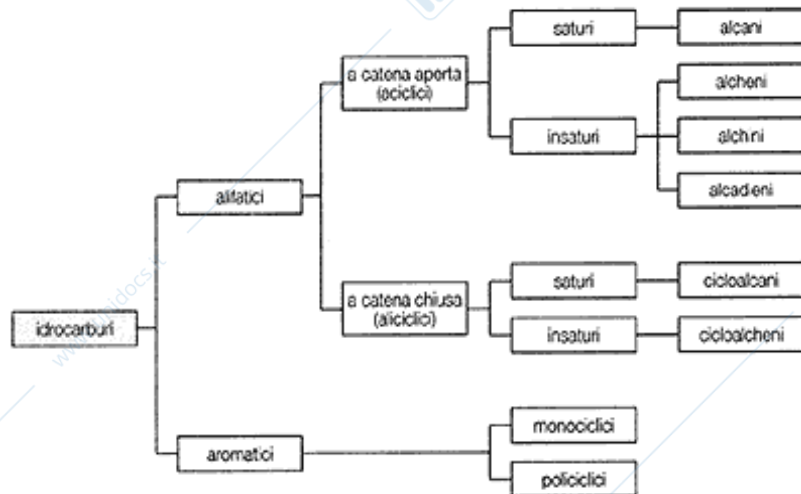 saturi
alcani
a catena aperta
(aciclici)
alcheni
insaturi
alchini
alifatici
alcadieni
saturi
cicloalcani
a catena chiusa
(aliciclici)
idrocarburi
insaturi
cicloalcheni
monociclici
aromatici
policiclici